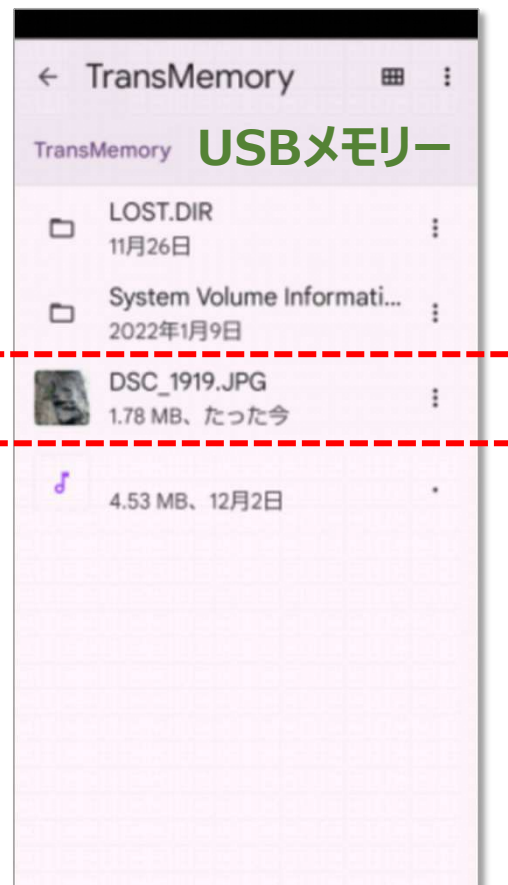 TransMemory
TransMemory USBメモリー
LOST.DIR
11月26日
System Volume Informati...
2022年1月9日
DSC_1919.JPG
1.78 MB、たった今
4.53 MB、12月2日